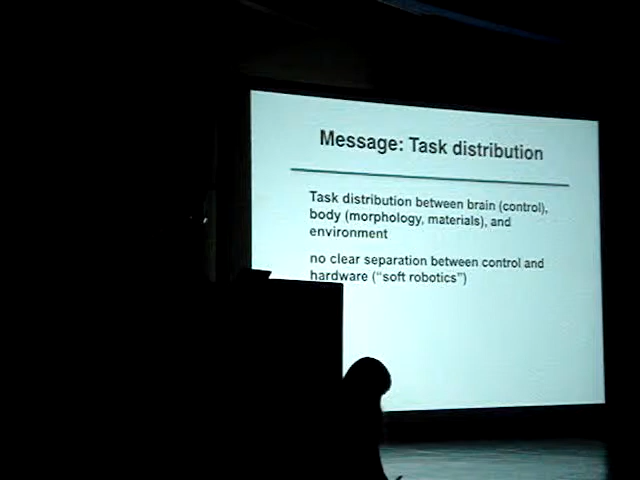 Message: Task distribution
Task distribution between brain (control),
body (morphology, materials), and
environment
no clear separation between control and
hardware (“soft robotics”)